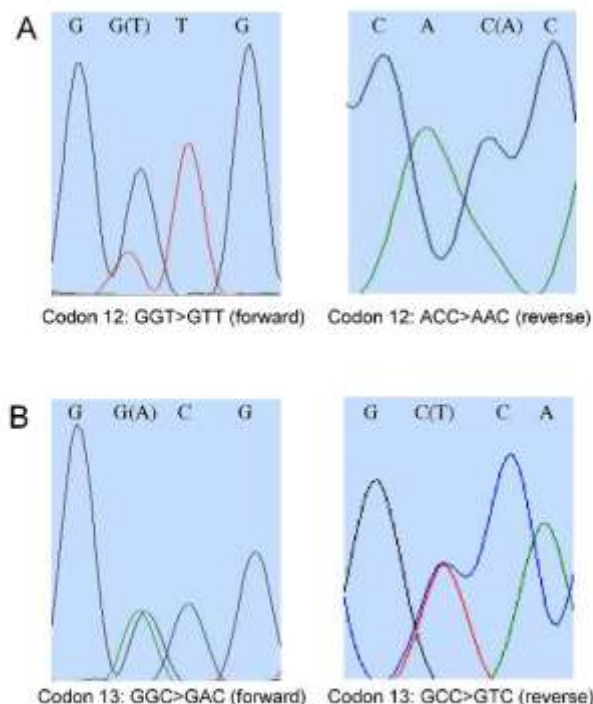 A
G G(T) T G
C A C(A) C
Codon 12: GGT>GTT (forward)
Codon 12: ACC>AAC (reverse)
B
G G(A) C G
G C(T) C A
Codon 13: GGC>GAC (forward)
Codon 13: GCC>GTC (reverse)